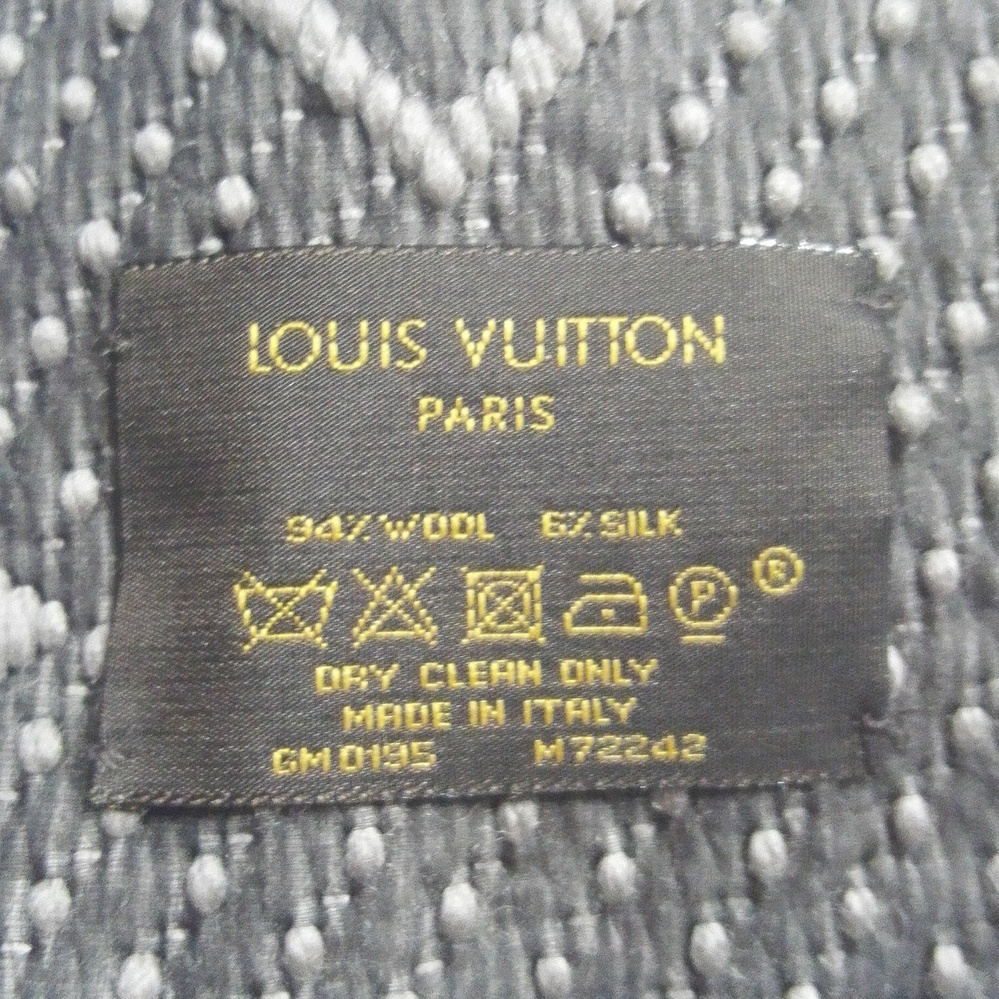 LOUIS VUITTON
PARIS
94% WOOL 6% SILK
P ®
DRY CLEAN ONLY
MADE IN ITALY
GM0195 M72242